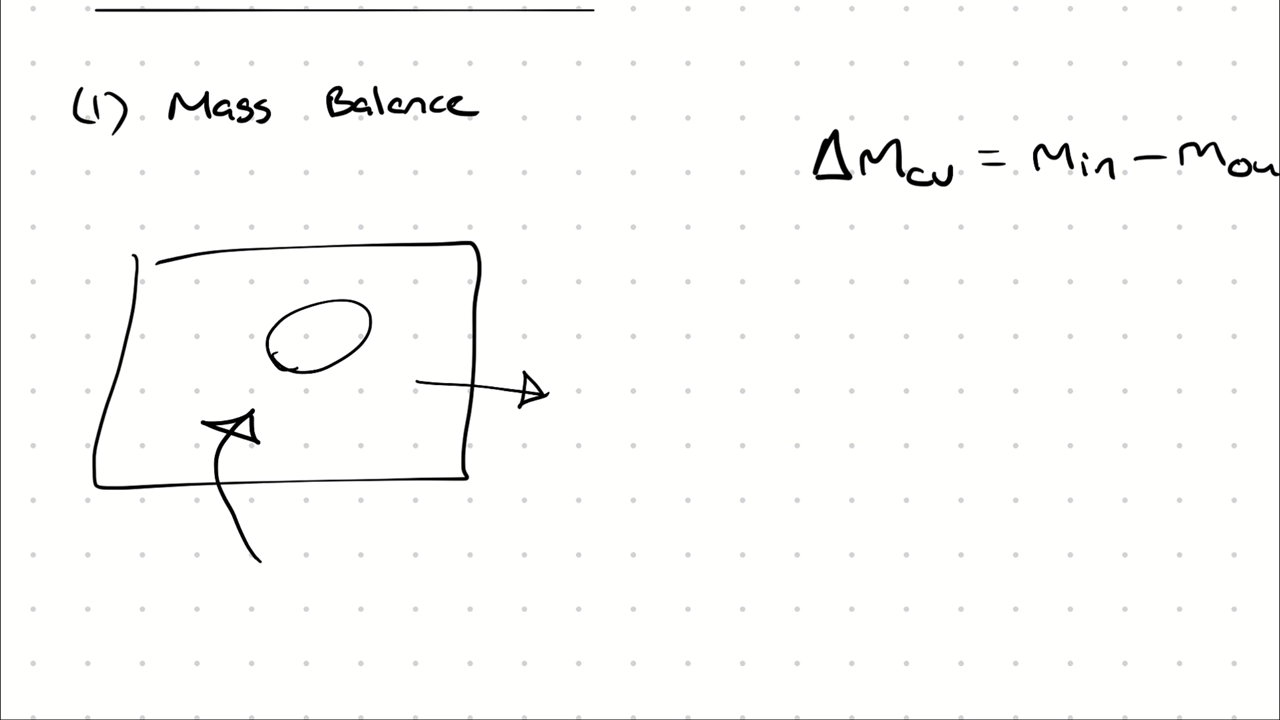 (1) Mass Balance
Δm_cv = m_in - m_ou